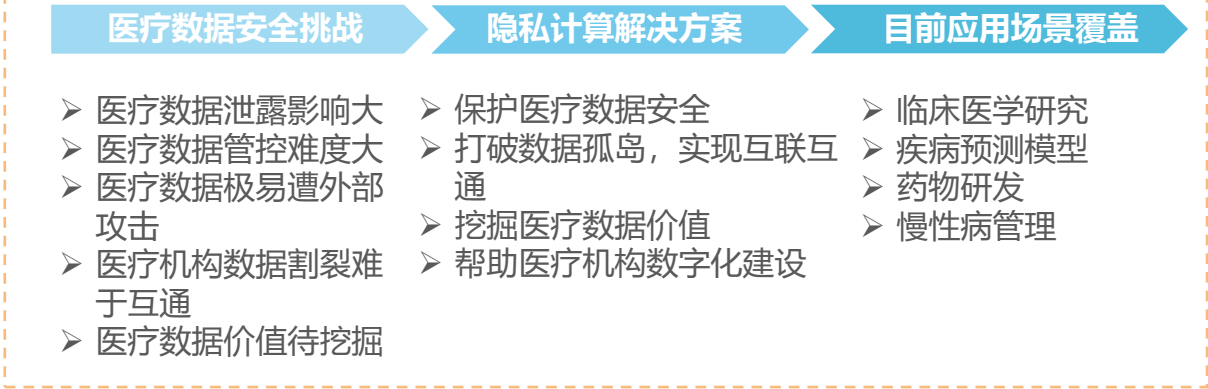 医疗数据安全挑战
隐私计算解决方案
目前应用场景覆盖
➢ 医疗数据泄露影响大
➢ 医疗数据管控难度大
➢ 医疗数据极易遭外部
攻击
➢ 医疗机构数据割裂难
于互通
➢ 医疗数据价值待挖掘
➢ 保护医疗数据安全
➢ 打破数据孤岛，实现互联互
通
➢ 挖掘医疗数据价值
➢ 帮助医疗机构数字化建设
➢ 临床医学研究
➢ 疾病预测模型
➢ 药物研发
➢ 慢性病管理